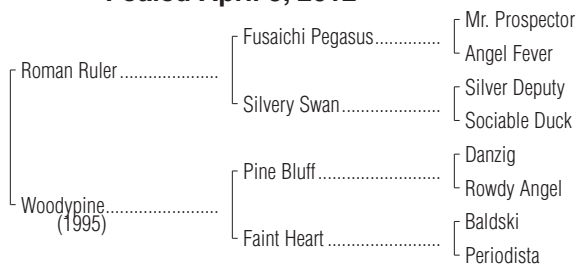 Foaled April 2012
Mr. Prospector
Fusaichi Pegasus
Angel Fever
Roman Ruler
Silver Deputy
Silvery Swan
Sociable Duck
Danzig
Pine Bluff
Rowdy Angel
Woodypine
(1995)
Baldski
Faint Heart
Periodista